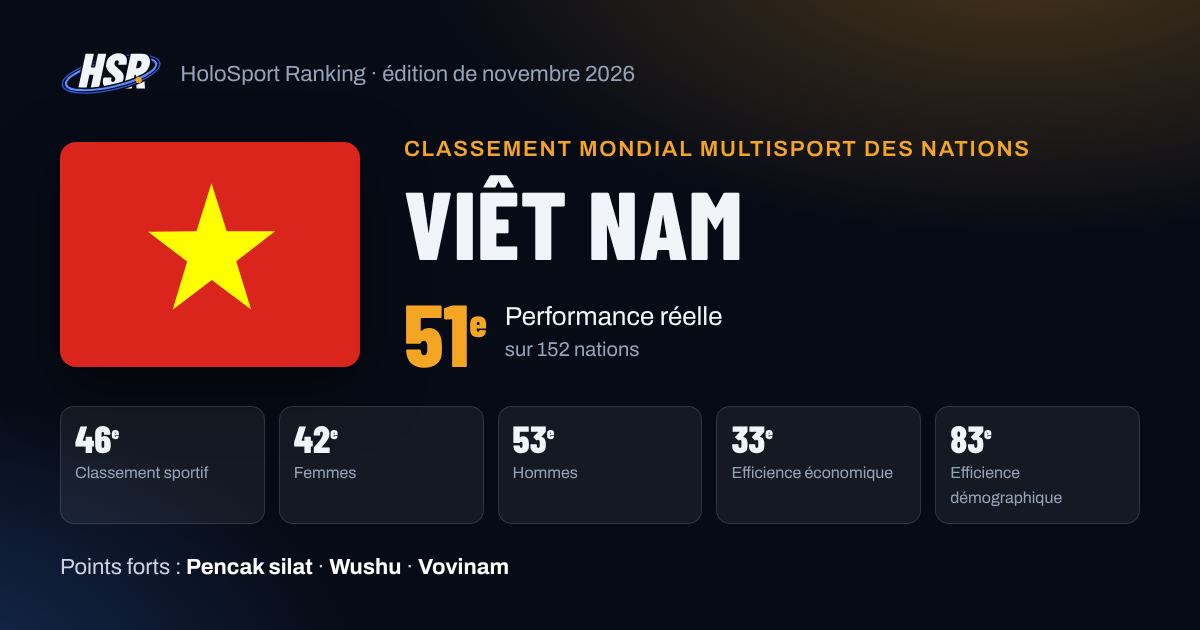 HSR
HoloSport Ranking · édition de novembre 2026
CLASSEMENT MONDIAL MULTISPORT DES NATIONS
VIÊT NAM
51e
Performance réelle
sur 152 nations
46e
Classement sportif
42e
Femmes
53e
Hommes
33e
Efficience économique
83e
Efficience
démographique
Points forts : Pencak silat · Wushu · Vovinam